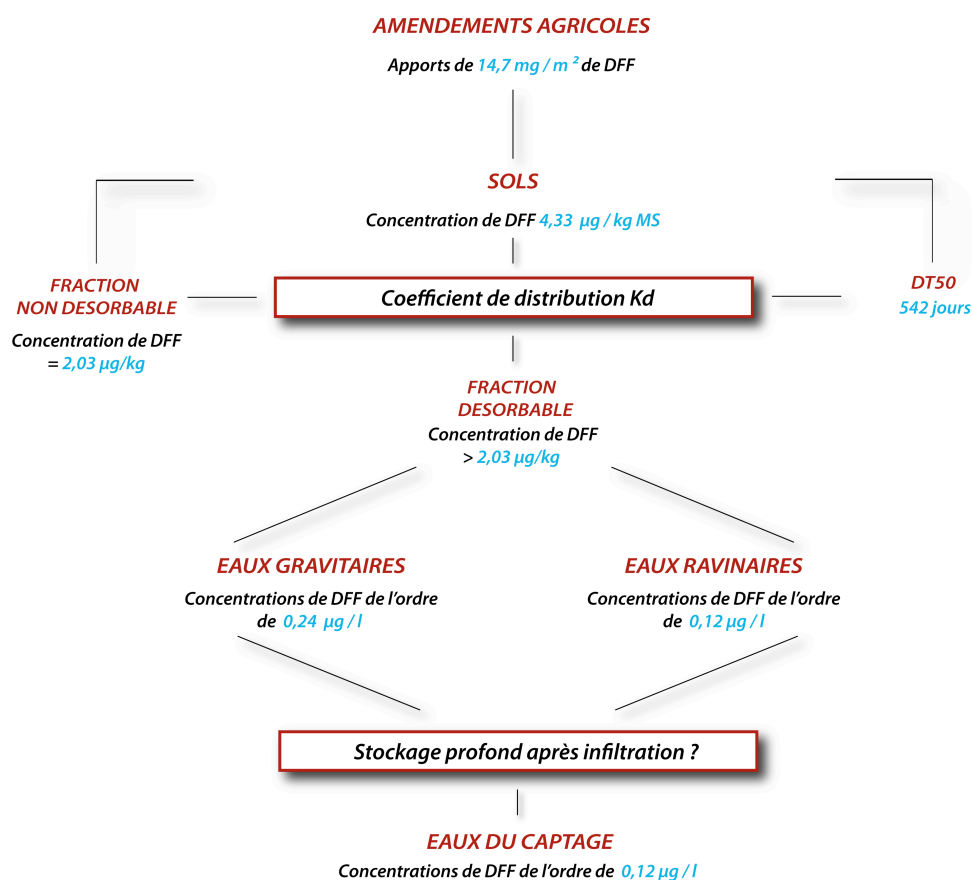 AMENDEMENTS AGRICOLES
Apports de 14,7 mg / m ² de DFF
SOLS
Concentration de DFF 4,33 µg / kg MS
FRACTION
NON DESORBABLE
Concentration de DFF
= 2,03 µg/kg
Coefficient de distribution Kd
DT50
542 jours
FRACTION
DESORBABLE
Concentration de DFF
> 2,03 µg/kg
EAUX GRAVITAIRES
Concentrations de DFF de l’ordre
de 0,24 µg / l
EAUX RAVINAIRES
Concentrations de DFF de l’ordre
de 0,12 µg / l
Stockage profond après infiltration ?
EAUX DU CAPTAGE
Concentrations de DFF de l’ordre de 0,12 µg / l